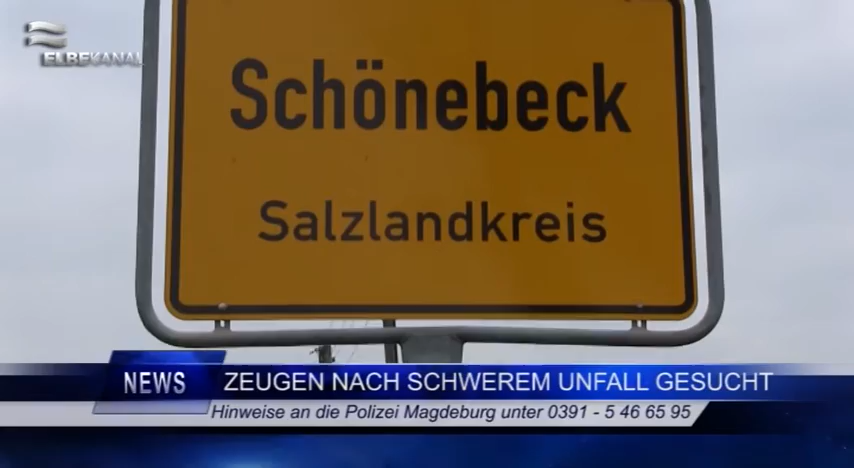 ELBEKANAL
Schönebeck
Salzlandkreis
NEWS
ZEUGEN NACH SCHWEREM UNFALL GESUCHT
Hinweise an die Polizei Magdeburg unter 0391 - 5 46 65 95